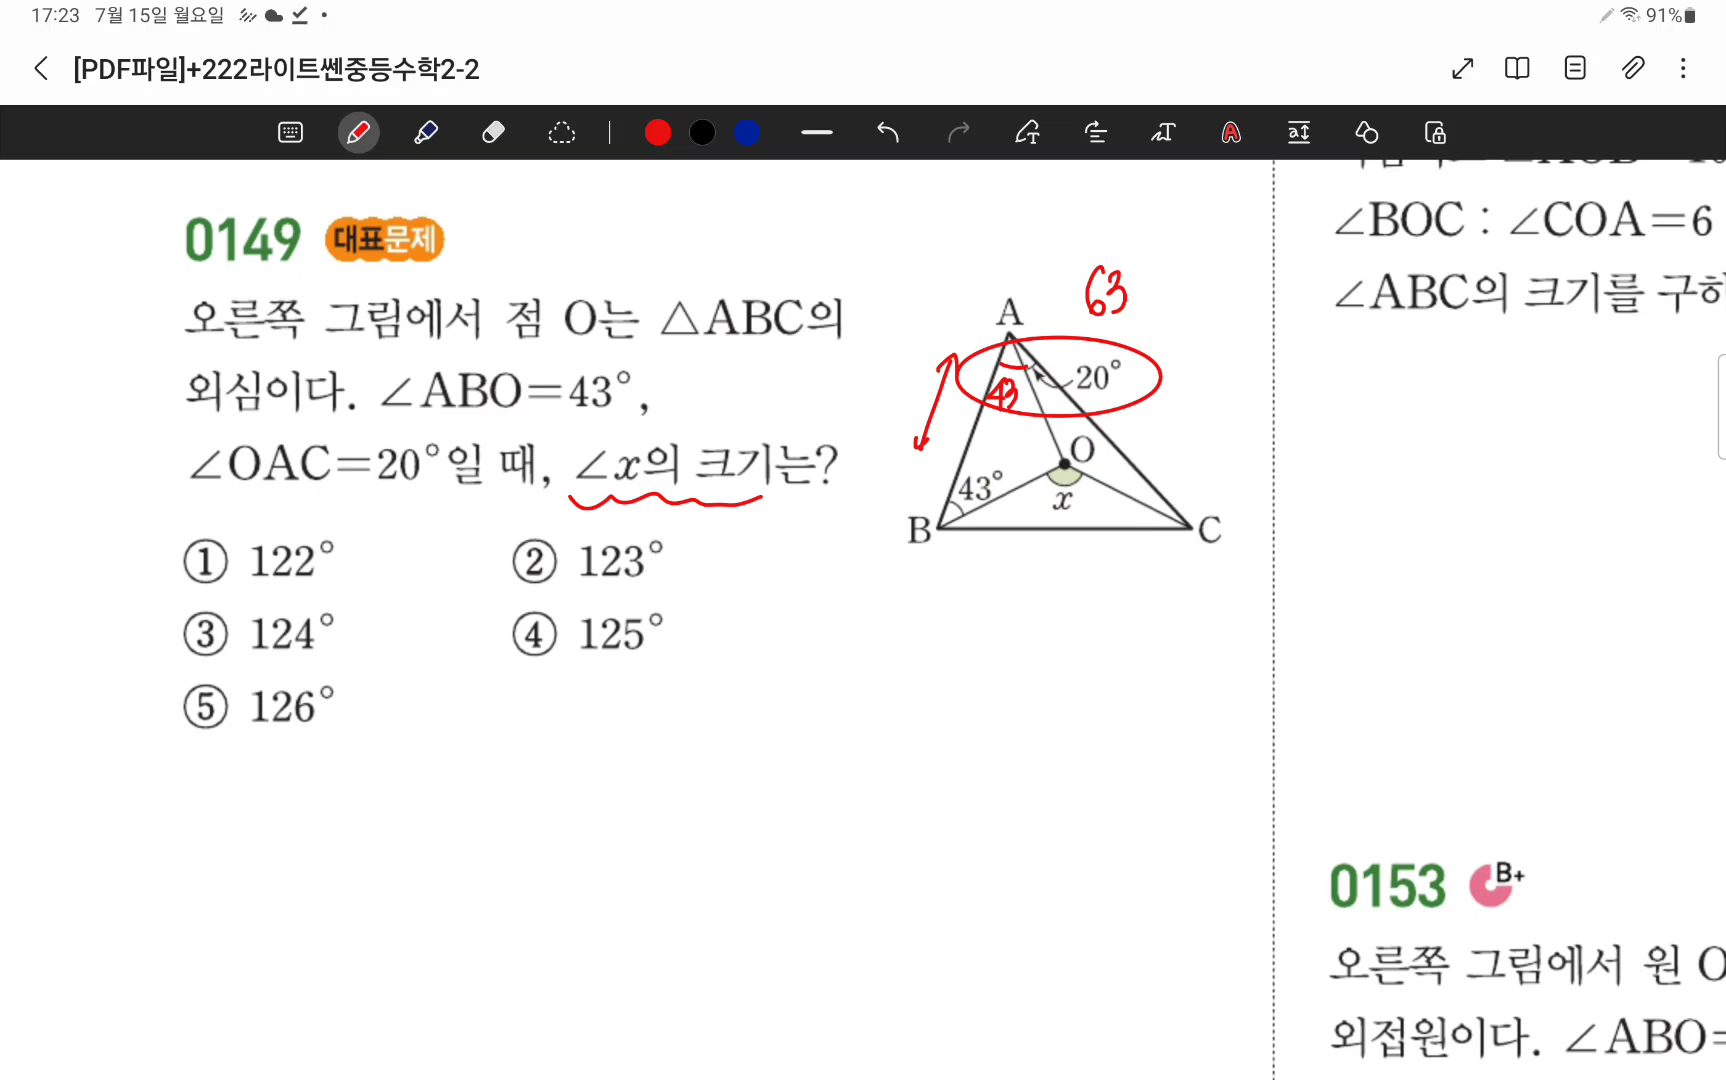 17:23 7월 15일 월요일
91%
[PDF파일]+222라이트쎈중등수학2-2
0149 대표문제
오른쪽 그림에서 점 O는 △ABC의
외심이다. ∠ABO=43°,
∠OAC=20°일 때, ∠x의 크기는?
① 122°
② 123°
③ 124°
④ 125°
⑤ 126°
63
A
43
20°
O
43°
x
B
C
∠BOC : ∠COA=6
∠ABC의 크기를 구하
0153 B+
오른쪽 그림에서 원 O
외접원이다. ∠ABO=